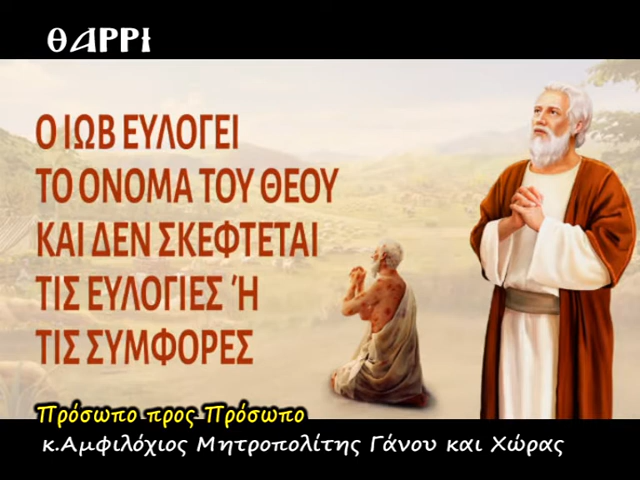 ΘΑΡΡΙ
Ο ΙΩΒ ΕΥΛΟΓΕΙ
ΤΟ ΟΝΟΜΑ ΤΟΥ ΘΕΟΥ
ΚΑΙ ΔΕΝ ΣΚΕΦΤΕΤΑΙ
ΤΙΣ ΕΥΛΟΓΙΕΣ Ή
ΤΙΣ ΣΥΜΦΟΡΕΣ
Πρόσωπο προς Πρόσωπο
κ.Αμφιλόχιος Μητροπολίτης Γάνου και Χώρας